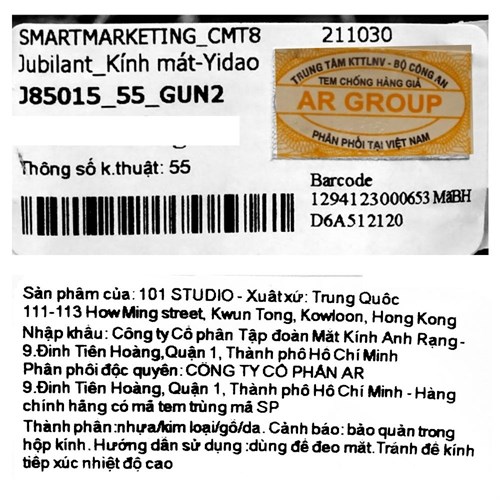 SMARTMARKETING_CMT8 211030
Jubilant_Kính mát-Yidao
J85015_55_GUN2
TRUNG TÂM KTTLNV - BỘ CÔNG AN
TEM CHỐNG HÀNG GIẢ
AR GROUP
PHÂN PHỐI TẠI VIỆT NAM
Thông số k.thuật: 55
Barcode
1294123000653 MãBH
D6A512120
Sản phẩm của: 101 STUDIO - Xuất xứ: Trung Quốc
111-113 How Ming street, Kwun Tong, Kowloon, Hong Kong
Nhập khẩu: Công ty Cổ phần Tập đoàn Mắt Kính Anh Rạng -
9.Đinh Tiên Hoàng,Quận 1, Thành phố Hồ Chí Minh
Phân phối độc quyền: CÔNG TY CỔ PHẦN AR
9.Đinh Tiên Hoàng, Quận 1, Thành phố Hồ Chí Minh - Hàng
chính hãng có mã tem trùng mã SP
Thành phần:nhựa/kim loại/gỗ/da. Cảnh báo: bảo quản trong
hộp kính. Hướng dẫn sử dụng :dùng để đeo mắt.Tránh để kính
tiếp xúc nhiệt độ cao